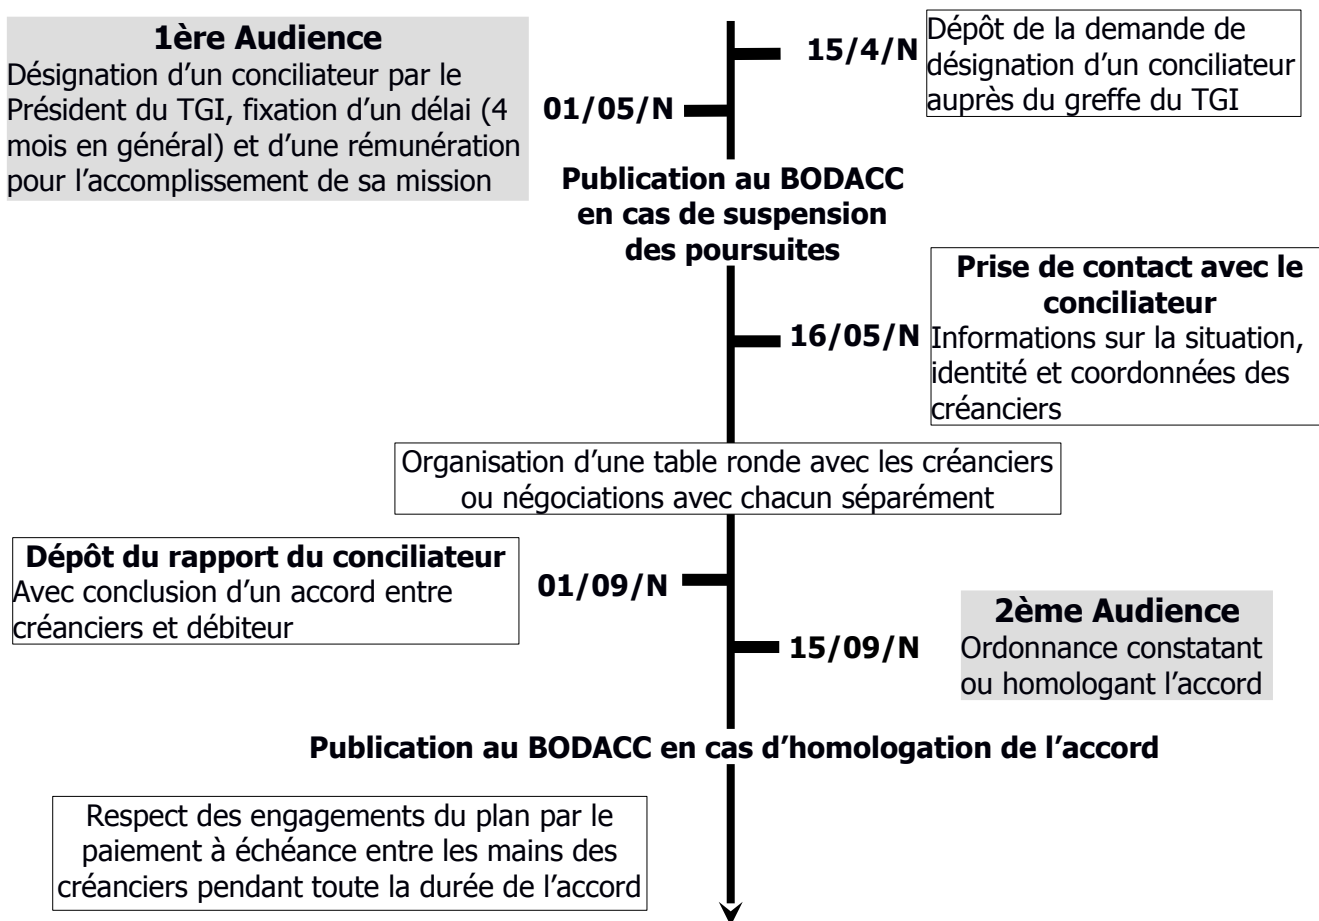 15/4/N
Dépôt de la demande de
désignation d’un conciliateur
auprès du greffe du TGI
1ère Audience
Désignation d’un conciliateur par le
Président du TGI, fixation d’un délai (4
mois en général) et d’une rémunération
pour l’accomplissement de sa mission
01/05/N
Publication au BODACC
en cas de suspension
des poursuites
16/05/N
Prise de contact avec le
conciliateur
Informations sur la situation,
identité et coordonnées des
créanciers
Organisation d’une table ronde avec les créanciers
ou négociations avec chacun séparément
Dépôt du rapport du conciliateur
Avec conclusion d’un accord entre
créanciers et débiteur
01/09/N
15/09/N
2ème Audience
Ordonnance constatant
ou homologant l’accord
Publication au BODACC en cas d’homologation de l’accord
Respect des engagements du plan par le
paiement à échéance entre les mains des
créanciers pendant toute la durée de l’accord